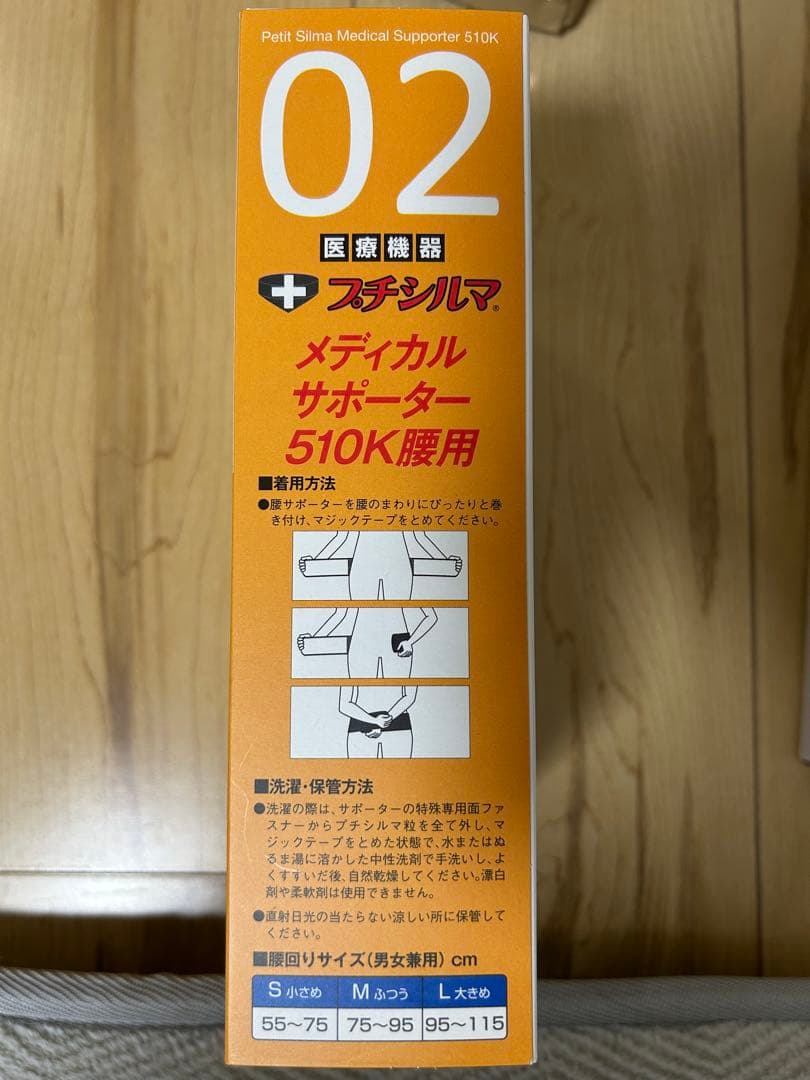 Petit Silma Medical Supporter 510K
02
医療機器
プチシルマ®
メディカル
サポーター
510K腰用
■着用方法
●腰サポーターを腰のまわりにぴったりと巻
き付け、マジックテープをとめてください。
■洗濯・保管方法
●洗濯の際は、サポーターの特殊専用面ファ
スナーからプチシルマ粒を全て外し、マ
ジックテープをとめた状態で、水またはぬ
るま湯に溶かした中性洗剤で手洗いし、よ
くすすいだ後、自然乾燥してください。漂白
剤や柔軟剤は使用できません。
●直射日光の当たらない涼しい所に保管して
ください。
■腰回りサイズ(男女兼用) cm
S 小さめ M ふつう L 大きめ
55～75 75～95 95～115